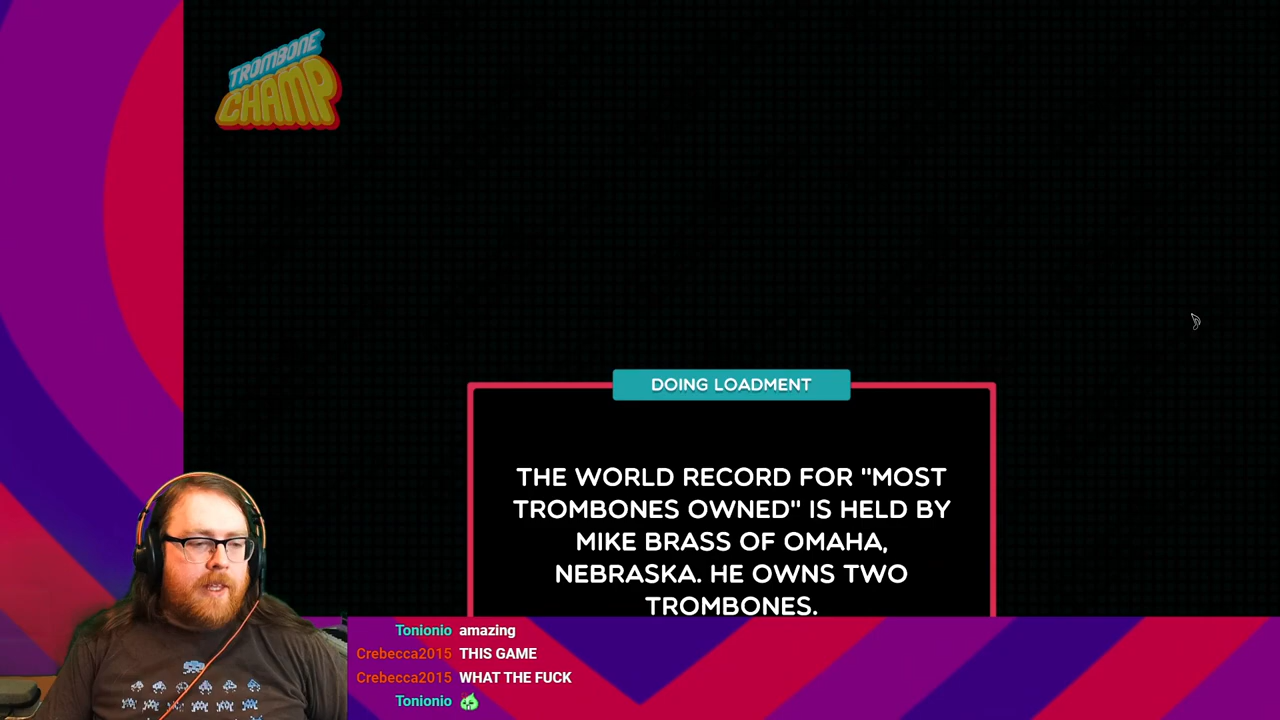 TROMBONE
CHAMP
DOING LOADMENT
THE WORLD RECORD FOR "MOST
TROMBONES OWNED" IS HELD BY
MIKE BRASS OF OMAHA,
NEBRASKA. HE OWNS TWO
TROMBONES.
Tonionio amazing
Crebecca2015 THIS GAME
Crebecca2015 WHAT THE FUCK
Tonionio